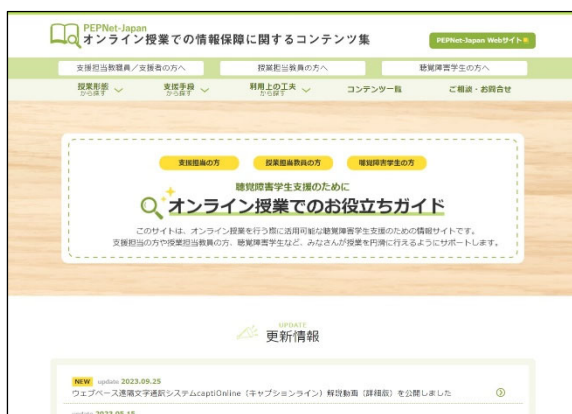 PEPNet-Japan
オンライン授業での情報保障に関するコンテンツ集
PEPNet-Japan Webサイト
支援担当教職員／支援者の方へ
授業担当教員の方へ
聴覚障害学生の方へ
授業形態
から探す
支援手段
から探す
利用上の工夫
から探す
コンテンツ一覧
ご相談・お問合せ
支援担当の方
授業担当教員の方
聴覚障害学生の方
聴覚障害学生支援のために
オンライン授業でのお役立ちガイド
このサイトは、オンライン授業を行う際に活用可能な聴覚障害学生支援のための情報サイトです。
支援担当の方や授業担当教員の方、聴覚障害学生など、みなさんが授業を円滑に行えるようにサポートします。
UPDATE
更新情報
NEW update 2023.09.25
ウェブベース遠隔文字通訳システムcaptiOnline（キャプションライン）解説動画（詳細版）を公開しました
update 2023.05.15